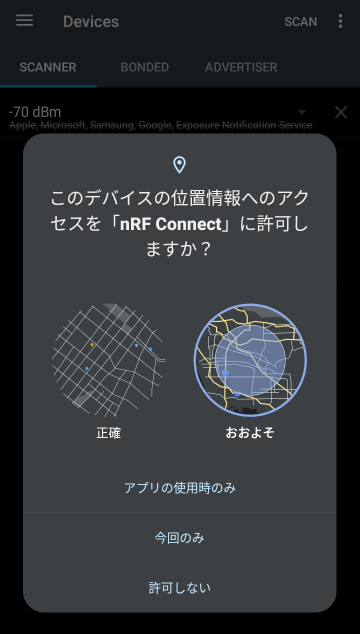 Devices
SCAN
SCANNER
BONDED
ADVERTISER
-70 dBm
Apple, Microsoft, Samsung, Google, Exposure Notification Service
このデバイスの位置情報へのアク
セスを「nRF Connect」に許可し
ますか？
正確
おおよそ
アプリの使用時のみ
今回のみ
許可しない